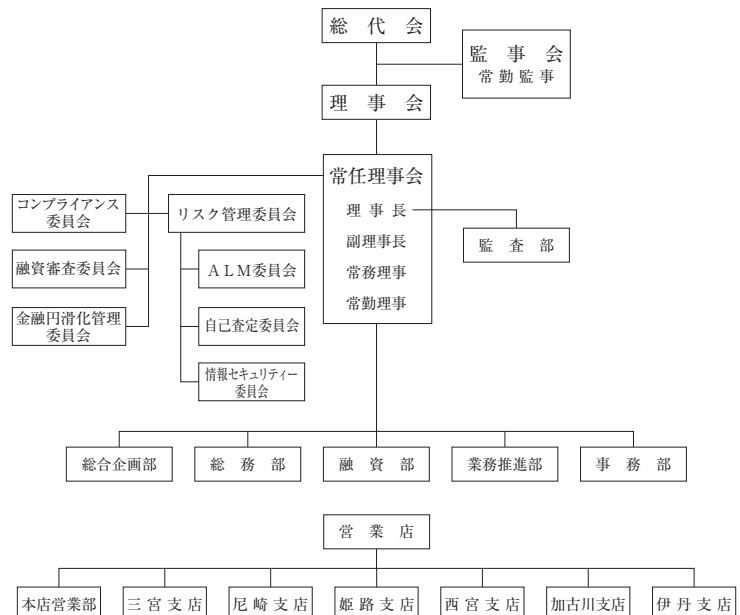 総代会
監事会
常勤監事
理事会
常任理事会
理事長
副理事長
常務理事
常勤理事
監査部
コンプライアンス
委員会
リスク管理委員会
融資審査委員会
ALM委員会
金融円滑化管理
委員会
自己査定委員会
情報セキュリティー
委員会
総合企画部
総務部
融資部
業務推進部
事務部
営業店
本店営業部
三宮支店
尼崎支店
姫路支店
西宮支店
加古川支店
伊丹支店